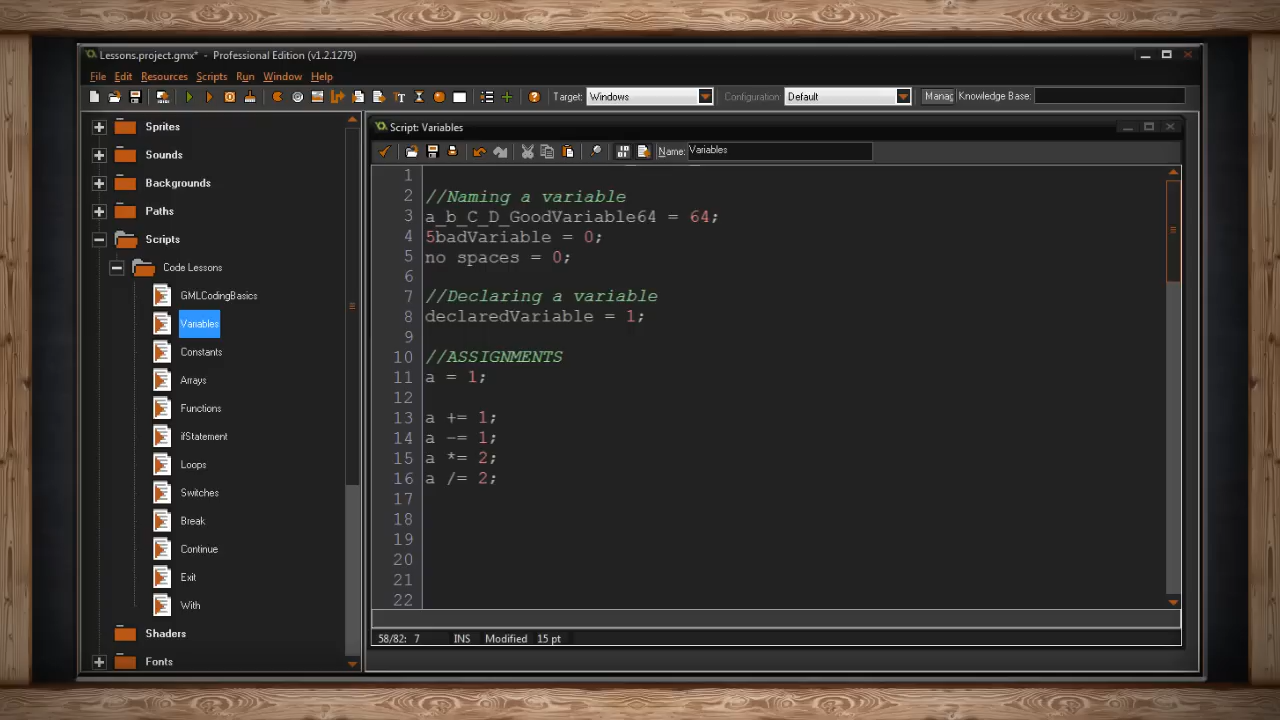 Lessons.project.gmx* - Professional Edition (v1.2.1279)
File Edit Resources Scripts Run Window Help
Target: Windows Configuration: Default Manag Knowledge Base:
Sprites
Sounds
Backgrounds
Paths
Scripts
Code Lessons
GMLCodingBasics
Variables
Constants
Arrays
Functions
ifStatement
Loops
Switches
Break
Continue
Exit
With
Shaders
Fonts
Script: Variables
Name: Variables
1
2 //Naming a variable
3 a_b_C_D_GoodVariable64 = 64;
4 5badVariable = 0;
5 no spaces = 0;
6
7 //Declaring a variable
8 declaredVariable = 1;
9
10 //ASSIGNMENTS
11 a = 1;
12
13 a += 1;
14 a -= 1;
15 a *= 2;
16 a /= 2;
17
18
19
20
21
22
58/82: 7 INS Modified 15 pt